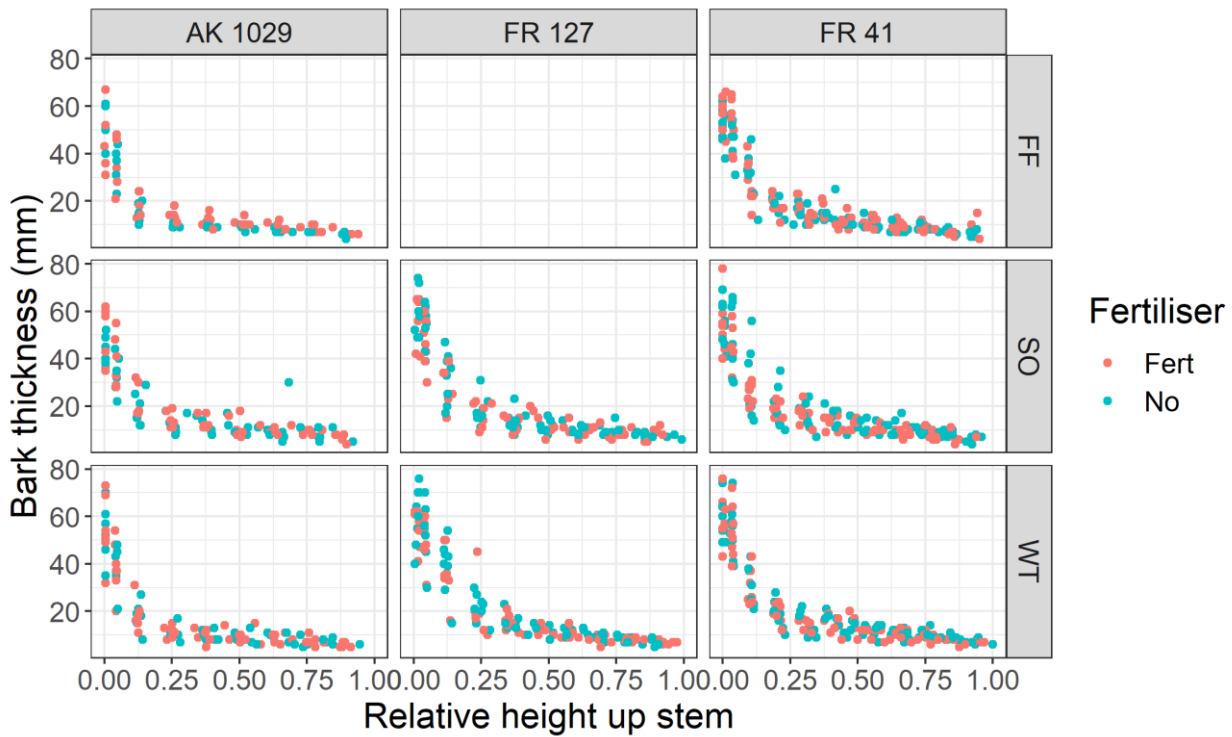 AK 1029 FR 127 FR 41
80
60
40
20
FF
80
60
40
20
SO
80
60
40
20
WT
Bark thickness (mm)
0.00 0.25 0.50 0.75 1.00 0.00 0.25 0.50 0.75 1.00 0.00 0.25 0.50 0.75 1.00
Relative height up stem
Fertiliser
Fert
No